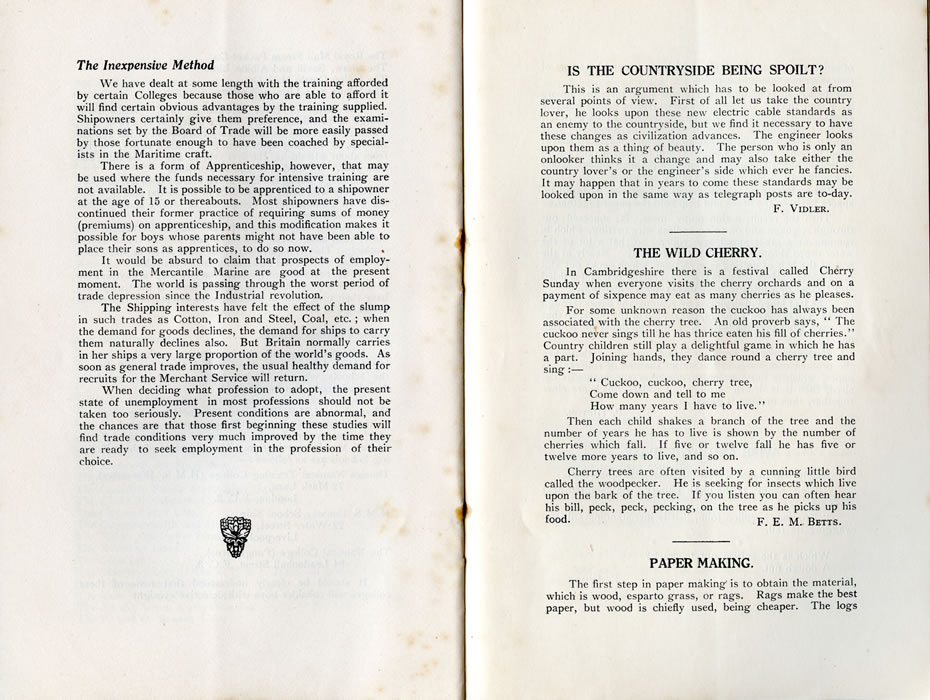 The Inexpensive Method
We have dealt at some length with the training afforded
by certain Colleges because those who are able to afford it
will find certain obvious advantages by the training supplied.
Shipowners certainly give them preference, and the exami-
nations set by the Board of Trade will be more easily passed
by those fortunate enough to have been coached by special-
ists in the Maritime craft.
There is a form of Apprenticeship, however, that may
be used where the funds necessary for intensive training are
not available. It is possible to be apprenticed to a shipowner
at the age of 15 or thereabouts. Most shipowners have dis-
continued their former practice of requiring sums of money
(premiums) on apprenticeship, and this modification makes it
possible for boys whose parents might not have been able to
place their sons as apprentices, to do so now.
It would be absurd to claim that prospects of employ-
ment in the Mercantile Marine are good at the present
moment. The world is passing through the worst period of
trade depression since the Industrial revolution.
The Shipping interests have felt the effect of the slump
in such trades as Cotton, Iron and Steel, Coal, etc. ; when
the demand for goods declines, the demand for ships to carry
them naturally declines also. But Britain normally carries
in her ships a very large proportion of the world's goods. As
soon as general trade improves, the usual healthy demand for
recruits for the Merchant Service will return.
When deciding what profession to adopt, the present
state of unemployment in most professions should not be
taken too seriously. Present conditions are abnormal, and
the chances are that those first beginning these studies will
find trade conditions very much improved by the time they
are ready to seek employment in the profession of their
choice.
IS THE COUNTRYSIDE BEING SPOILT?
This is an argument which has to be looked at from
several points of view. First of all let us take the country
lover, he looks upon these new electric cable standards as
an enemy to the countryside, but we find it necessary to have
these changes as civilization advances. The engineer looks
upon them as a thing of beauty. The person who is only an
onlooker thinks it a change and may also take either the
country lover's or the engineer's side which ever he fancies.
It may happen that in years to come these standards may be
looked upon in the same way as telegraph posts are to-day.
F. VIDLER.
THE WILD CHERRY.
In Cambridgeshire there is a festival called Cherry
Sunday when everyone visits the cherry orchards and on a
payment of sixpence may eat as many cherries as he pleases.
For some unknown reason the cuckoo has always been
associated with the cherry tree. An old proverb says, " The
cuckoo never sings till he has thrice eaten his fill of cherries."
Country children still play a delightful game in which he has
a part. Joining hands, they dance round a cherry tree and
sing :—
" Cuckoo, cuckoo, cherry tree,
Come down and tell to me
How many years I have to live."
Then each child shakes a branch of the tree and the
number of years he has to live is shown by the number of
cherries which fall. If five or twelve fall he has five or
twelve more years to live, and so on.
Cherry trees are often visited by a cunning little bird
called the woodpecker. He is seeking for insects which live
upon the bark of the tree. If you listen you can often hear
his bill, peck, peck, pecking, on the tree as he picks up his
food. F. E. M. BETTS.
PAPER MAKING.
The first step in paper making is to obtain the material,
which is wood, esparto grass, or rags. Rags make the best
paper, but wood is chiefly used, being cheaper. The logs